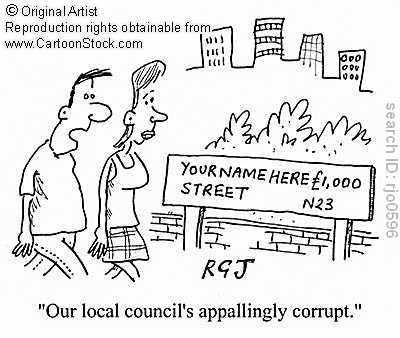 © Original Artist
Reproduction rights obtainable from
www.CartoonStock.com
YOUR NAME HERE £1,000
STREET N23
RGJ
search ID: rjo0596
"Our local council's appallingly corrupt."